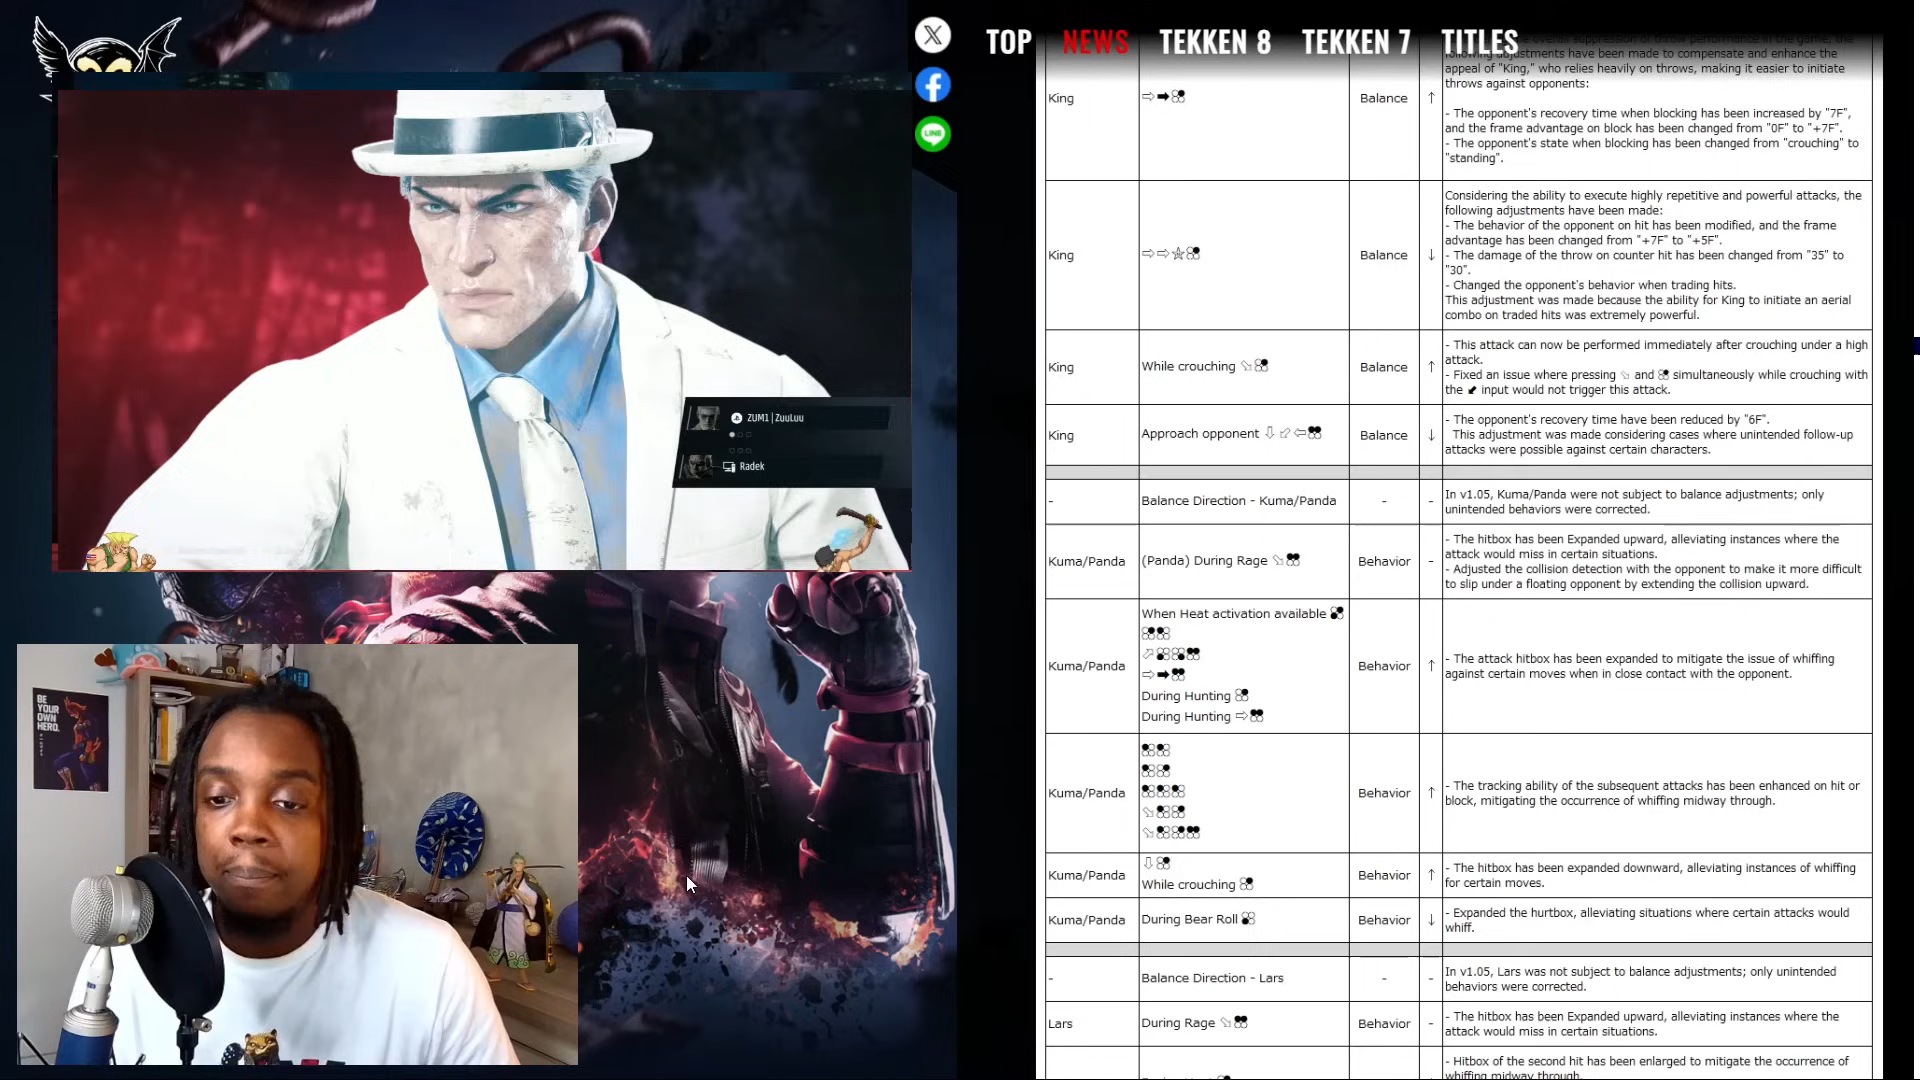 TOP NEWS TEKKEN 8 TEKKEN 7 TITLES
following adjustments have been made to compensate and enhance the
appeal of "King," who relies heavily on throws, making it easier to initiate
throws against opponents:
King
Balance
↑
- The opponent's recovery time when blocking has been increased by "7F",
and the frame advantage on block has been changed from "0F" to "+7F".
- The opponent's state when blocking has been changed from "crouching" to
"standing".
King
Balance
↓
Considering the ability to execute highly repetitive and powerful attacks, the
following adjustments have been made:
- The behavior of the opponent on hit has been modified, and the frame
advantage has been changed from "+7F" to "+5F".
- The damage of the throw on counter hit has been changed from "35" to
"30".
- Changed the opponent's behavior when trading hits.
This adjustment was made because the ability for King to initiate an aerial
combo on traded hits was extremely powerful.
King
While crouching
Balance
↑
- This attack can now be performed immediately after crouching under a high
attack.
- Fixed an issue where pressing and simultaneously while crouching with
the input would not trigger this attack.
King
Approach opponent
Balance
↓
- The opponent's recovery time have been reduced by "6F".
This adjustment was made considering cases where unintended follow-up
attacks were possible against certain characters.
-
Balance Direction - Kuma/Panda
-
-
In v1.05, Kuma/Panda were not subject to balance adjustments; only
unintended behaviors were corrected.
Kuma/Panda
(Panda) During Rage
Behavior
-
- The hitbox has been Expanded upward, alleviating instances where the
attack would miss in certain situations.
- Adjusted the collision detection with the opponent to make it more difficult
to slip under a floating opponent by extending the collision upward.
Kuma/Panda
When Heat activation available
During Hunting
During Hunting
Behavior
↑
- The attack hitbox has been expanded to mitigate the issue of whiffing
against certain moves when in close contact with the opponent.
Kuma/Panda
Behavior
↑
- The tracking ability of the subsequent attacks has been enhanced on hit or
block, mitigating the occurrence of whiffing midway through.
Kuma/Panda
While crouching
Behavior
↑
- The hitbox has been expanded downward, alleviating instances of whiffing
for certain moves.
Kuma/Panda
During Bear Roll
Behavior
↓
- Expanded the hurtbox, alleviating situations where certain attacks would
whiff.
-
Balance Direction - Lars
-
-
In v1.05, Lars was not subject to balance adjustments; only unintended
behaviors were corrected.
Lars
During Rage
Behavior
-
- The hitbox has been Expanded upward, alleviating instances where the
attack would miss in certain situations.
- Hitbox of the second hit has been enlarged to mitigate the occurrence of
whiffing midway through.
ZUM1 | ZuuLuu
Radek
LINE
BE
YOUR
OWN
HERO.